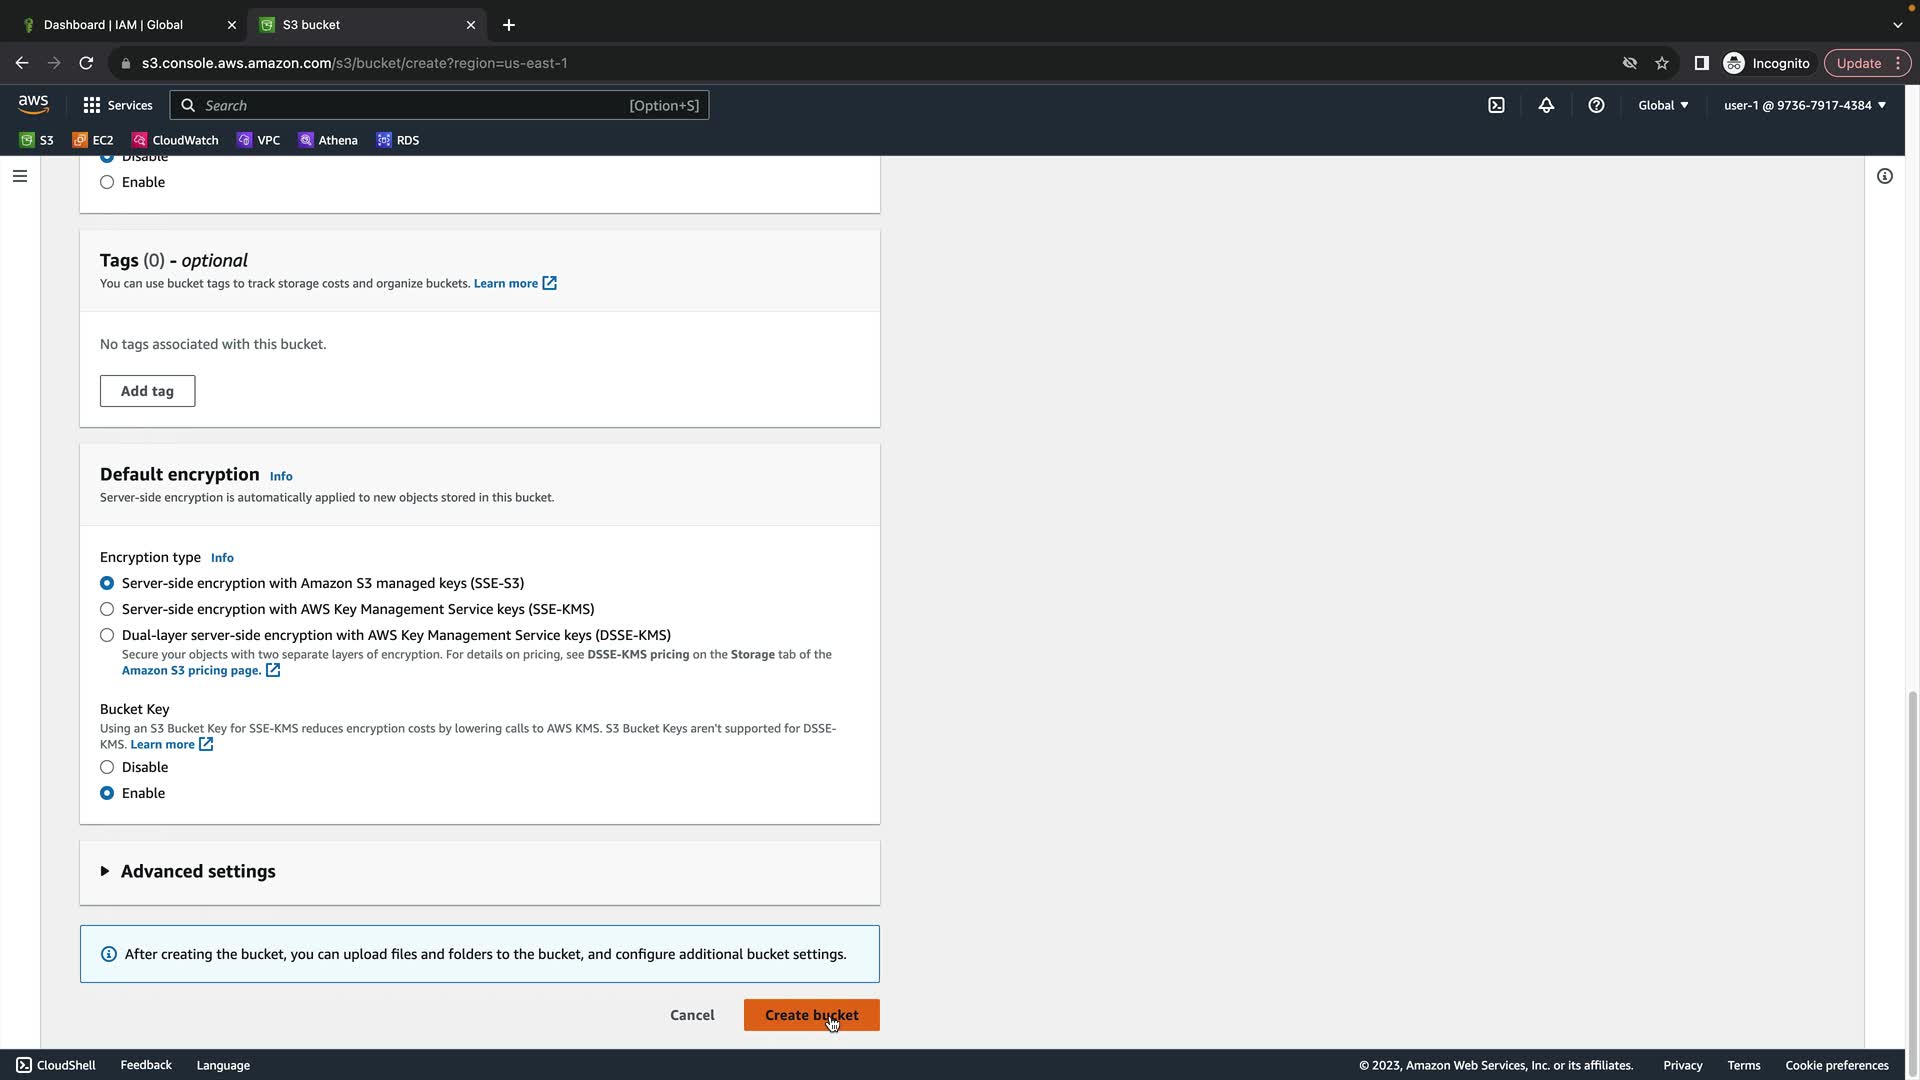 Dashboard | IAM | Global
S3 bucket
s3.console.aws.amazon.com/s3/bucket/create?region=us-east-1
Incognito
Update
aws
Services
Search
[Option+S]
Global
user-1 @ 9736-7917-4384
S3
EC2
CloudWatch
VPC
Athena
RDS
Disable
Enable
Tags (0) - optional
You can use bucket tags to track storage costs and organize buckets. Learn more
No tags associated with this bucket.
Add tag
Default encryption Info
Server-side encryption is automatically applied to new objects stored in this bucket.
Encryption type Info
Server-side encryption with Amazon S3 managed keys (SSE-S3)
Server-side encryption with AWS Key Management Service keys (SSE-KMS)
Dual-layer server-side encryption with AWS Key Management Service keys (DSSE-KMS)
Secure your objects with two separate layers of encryption. For details on pricing, see DSSE-KMS pricing on the Storage tab of the
Amazon S3 pricing page.
Bucket Key
Using an S3 Bucket Key for SSE-KMS reduces encryption costs by lowering calls to AWS KMS. S3 Bucket Keys aren't supported for DSSE-
KMS. Learn more
Disable
Enable
Advanced settings
After creating the bucket, you can upload files and folders to the bucket, and configure additional bucket settings.
Cancel
Create bucket
CloudShell
Feedback
Language
© 2023, Amazon Web Services, Inc. or its affiliates.
Privacy
Terms
Cookie preferences